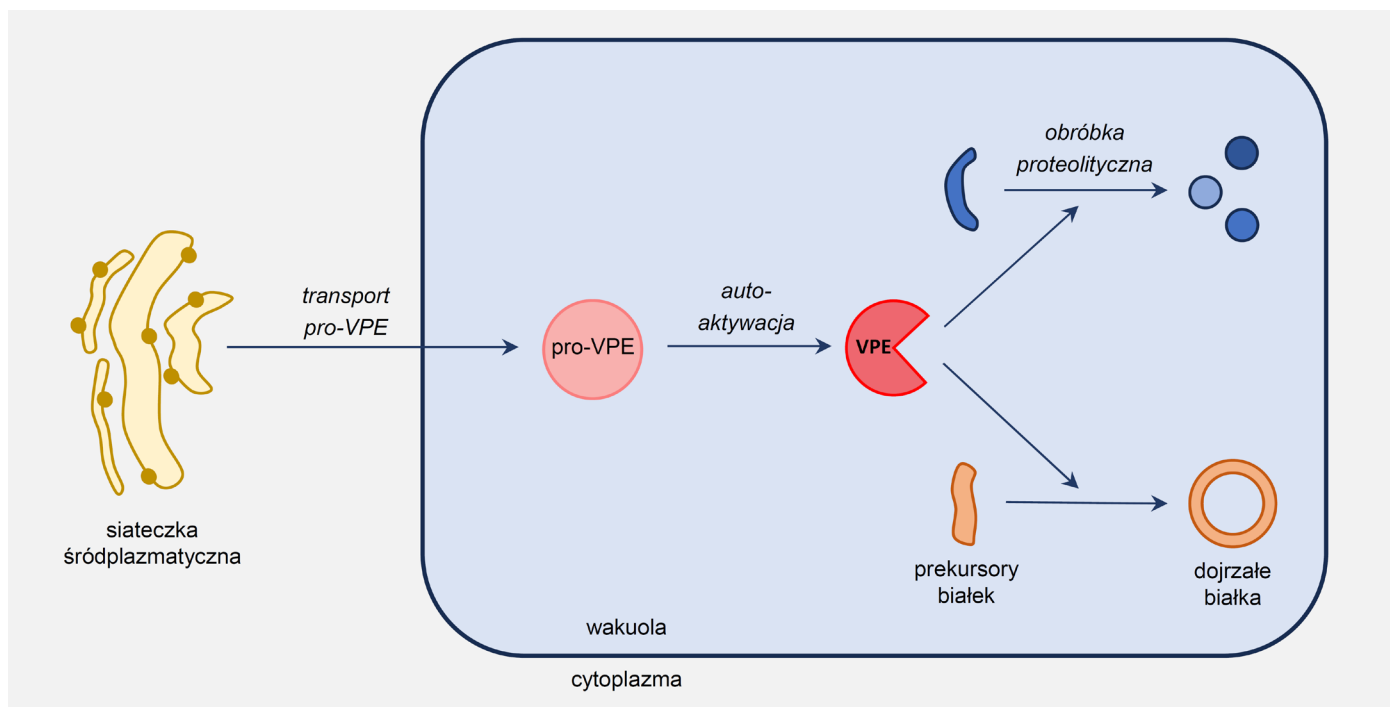 obróbka
proteolityczna
transport
pro-VPE
auto-
aktywacja
pro-VPE
VPE
siateczka
śródplazmatyczna
prekursory
białek
dojrzałe
białka
wakuola
cytoplazma